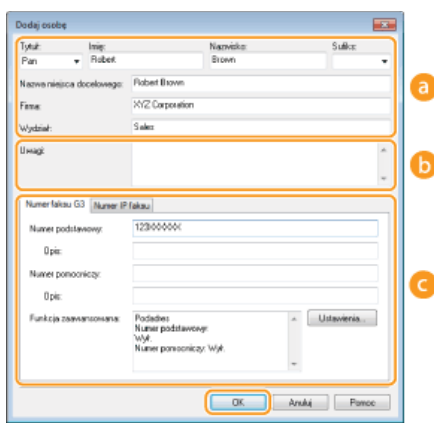 Dodaj osobę
Tytuł: Imię: Nazwisko: Sufiks:
Pan Robert Brown
Nazwa miejsca docelowego: Robert Brown
Firma: XYZ Corporation
Wydział: Sales
a
Uwagi:
b
Numer faksu G3 Numer IP faksu
Numer podstawowy: 123XXXXXX
Opis:
Numer pomocniczy:
Opis:
c
Funkcja zaawansowana: Podadres Ustawienia...
Numer podstawowy:
Wył.
Numer pomocniczy: Wył.
OK Anuluj Pomoc